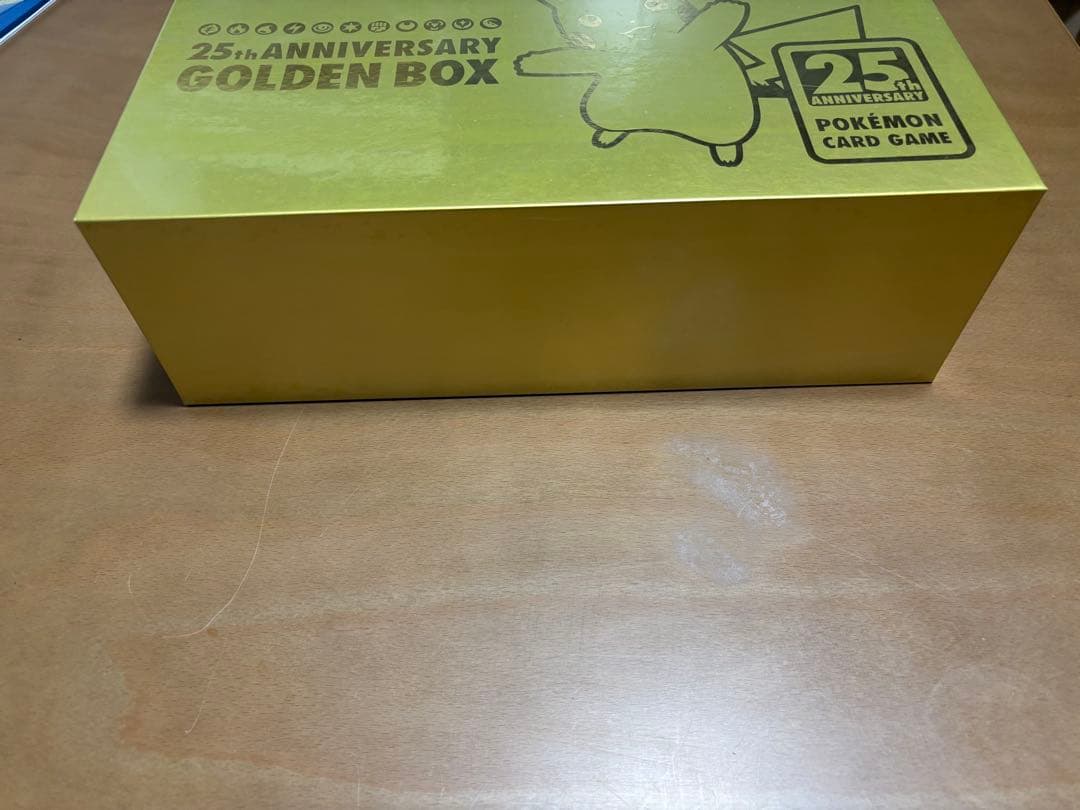 25th ANNIVERSARY
GOLDEN BOX
25th
ANNIVERSARY
POKÉMON
CARD GAME